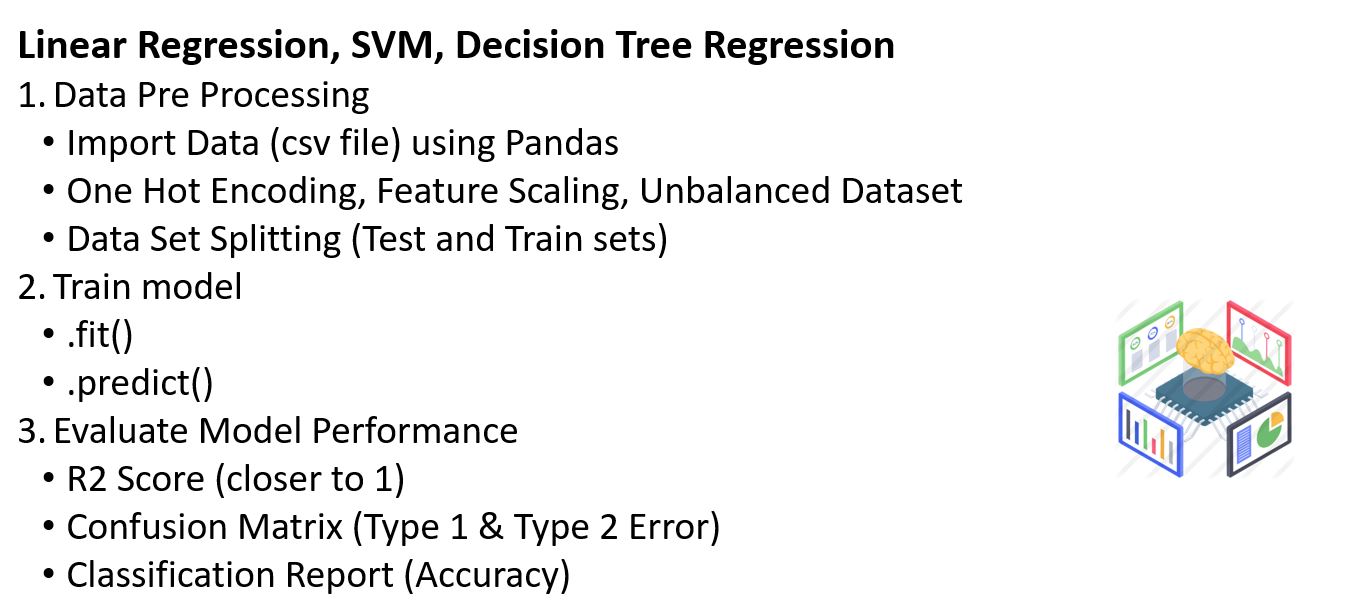 Linear Regression, SVM, Decision Tree Regression
1. Data Pre Processing
• Import Data (csv file) using Pandas
• One Hot Encoding, Feature Scaling, Unbalanced Dataset
• Data Set Splitting (Test and Train sets)
2. Train model
• .fit()
• .predict()
3. Evaluate Model Performance
• R2 Score (closer to 1)
• Confusion Matrix (Type 1 & Type 2 Error)
• Classification Report (Accuracy)